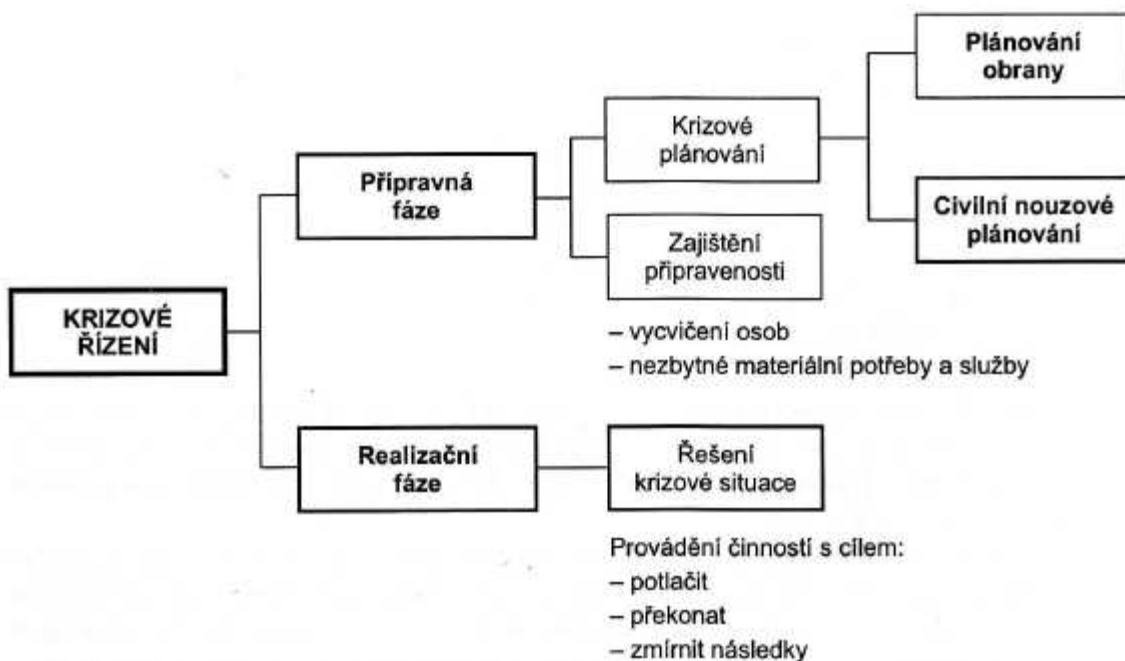 Plánování
obrany
Krizové
plánování
Přípravná
fáze
Civilní nouzové
plánování
Zajištění
připravenosti
KRIZOVÉ
ŘÍZENÍ
– vycvičení osob
– nezbytné materiální potřeby a služby
Realizační
fáze
Řešení
krizové situace
Provádění činností s cílem:
– potlačit
– překonat
– zmírnit následky